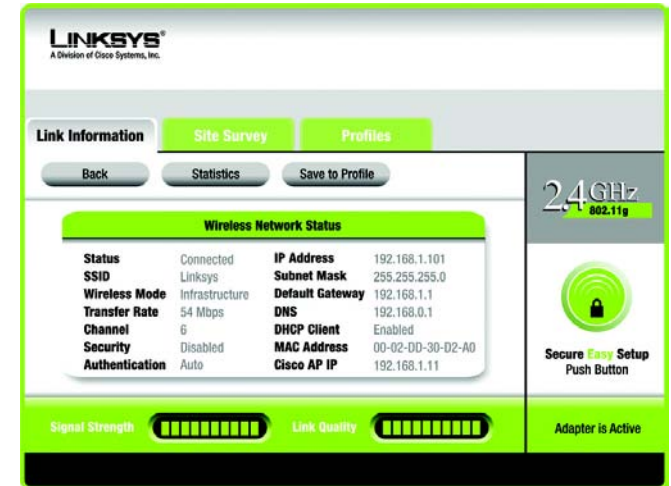 LINKSYS®
A Division of Cisco Systems, Inc.
Link Information Site Survey Profiles
Back Statistics Save to Profile
2.4 GHz
802.11g
Wireless Network Status
Status Connected IP Address 192.168.1.101
SSID Linksys Subnet Mask 255.255.255.0
Wireless Mode Infrastructure Default Gateway 192.168.1.1
Transfer Rate 54 Mbps DNS 192.168.0.1
Channel 6 DHCP Client Enabled
Security Disabled MAC Address 00-02-DD-30-D2-A0
Authentication Auto Cisco AP IP 192.168.1.11
Secure Easy Setup
Push Button
Signal Strength Link Quality Adapter is Active